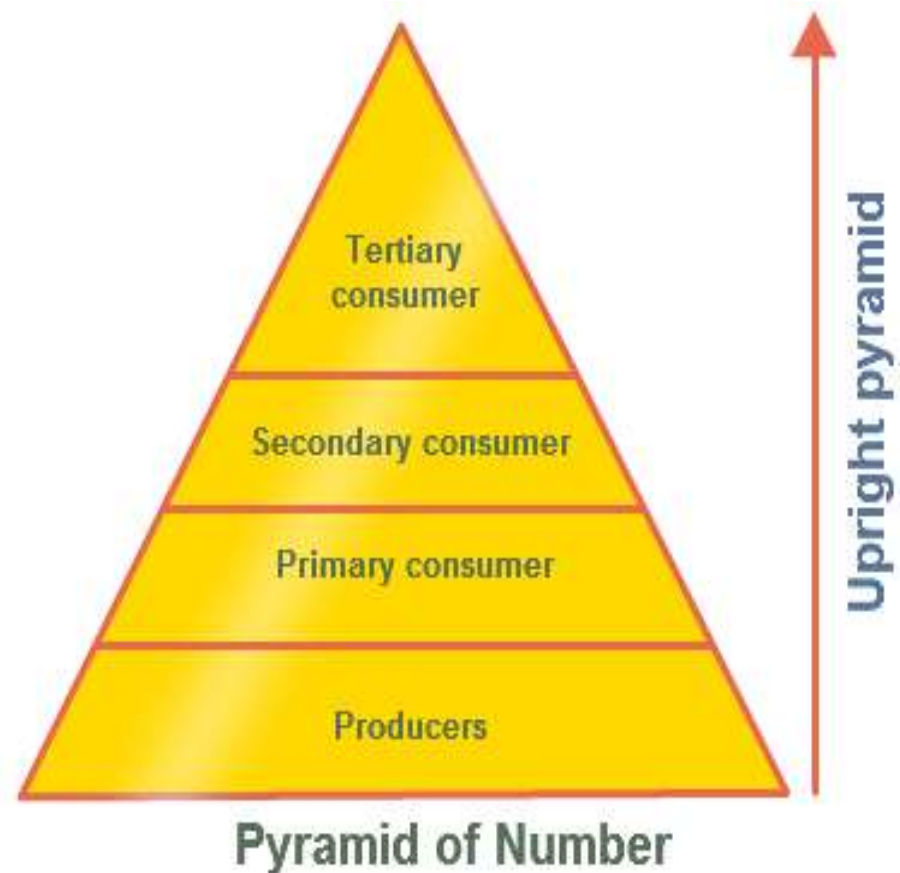 Tertiary
consumer
Secondary consumer
Primary consumer
Producers
Upright pyramid
Pyramid of Number